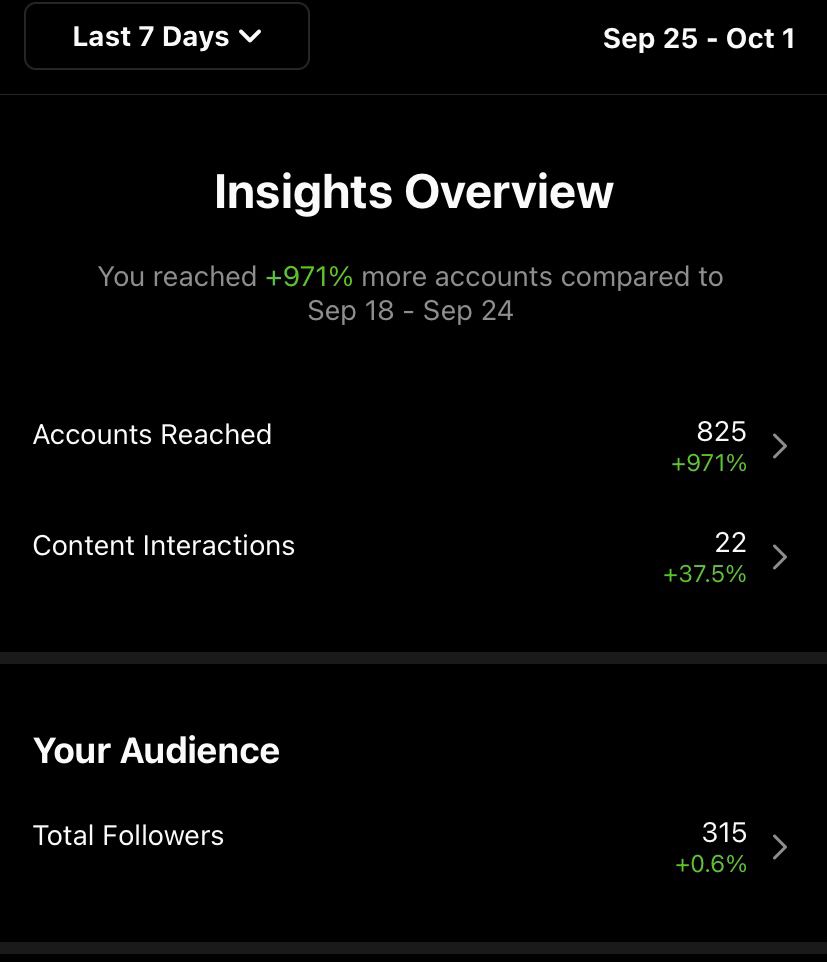 Last 7 Days
Sep 25 - Oct 1
Insights Overview
You reached +971% more accounts compared to
Sep 18 - Sep 24
Accounts Reached
825
+971%
Content Interactions
22
+37.5%
Your Audience
Total Followers
315
+0.6%